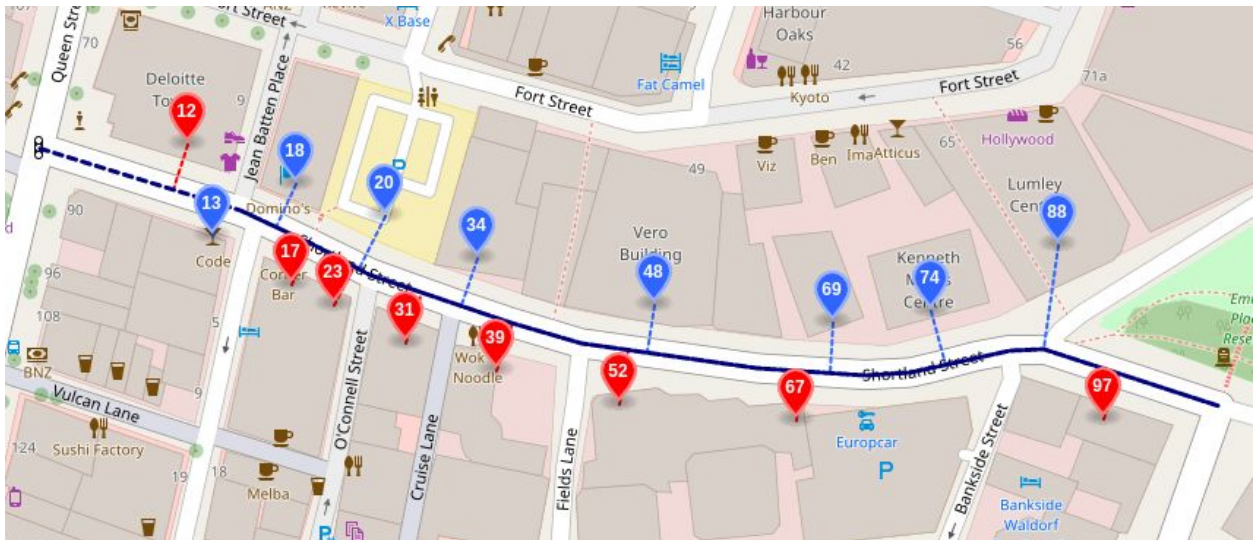 Fort Street
X Base
Harbour
Oaks
56
70
Queen
Deloitte
9
Jean Batten Place
Fat Camel
42
71a
Kyoto
Fort Street
Fort Street
12
Hollywood
65
Viz
Ben
Ima
Atticus
49
18
20
Lumley
88
90
13
Domino's
34
Code
17
Bar
23
Shortland Street
Vero
Building
48
69
Kenneth
Centre
74
96
31
39
Wok
Noodle
108
5
BNZ
52
67
Shortland Street
97
9
Vulcan Lane
O'Connell Street
Cruise Lane
Fields Lane
Europcar
P
Bankside Street
124
Sushi Factory
19
18
Melba
Bankside
Waldorf